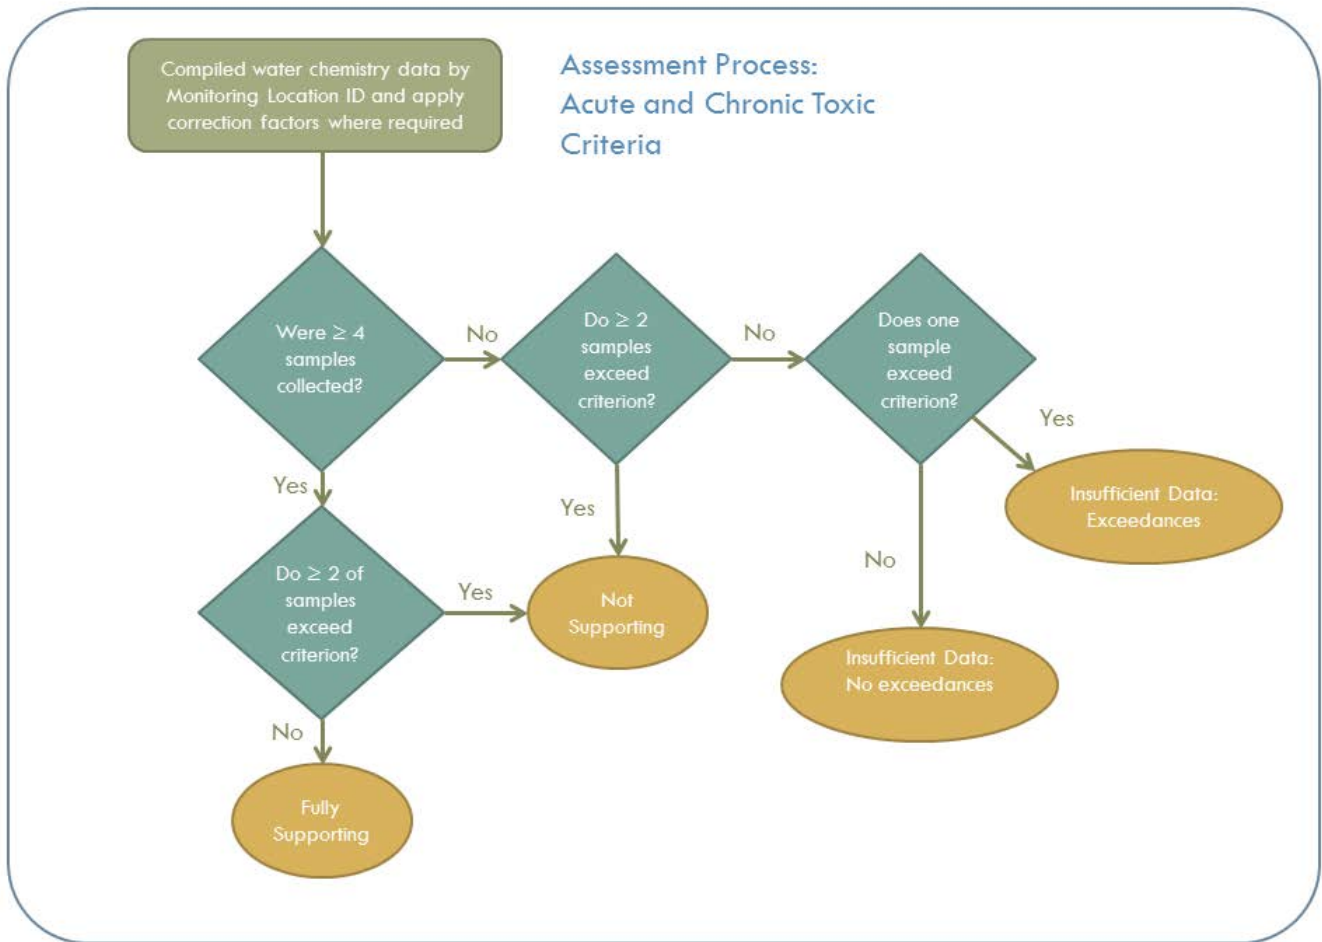 Compiled water chemistry data by
Monitoring Location ID and apply
correction factors where required
Assessment Process:
Acute and Chronic Toxic
Criteria
Were ≥ 4
samples
collected?
No
Do ≥ 2
samples
exceed
criterion?
No
Does one
sample
exceed
criterion?
Yes
Insufficient Data:
Exceedances
Yes
Yes
No
Do ≥ 2 of
samples
exceed
criterion?
Yes
Not
Supporting
Insufficient Data:
No exceedances
No
Fully
Supporting